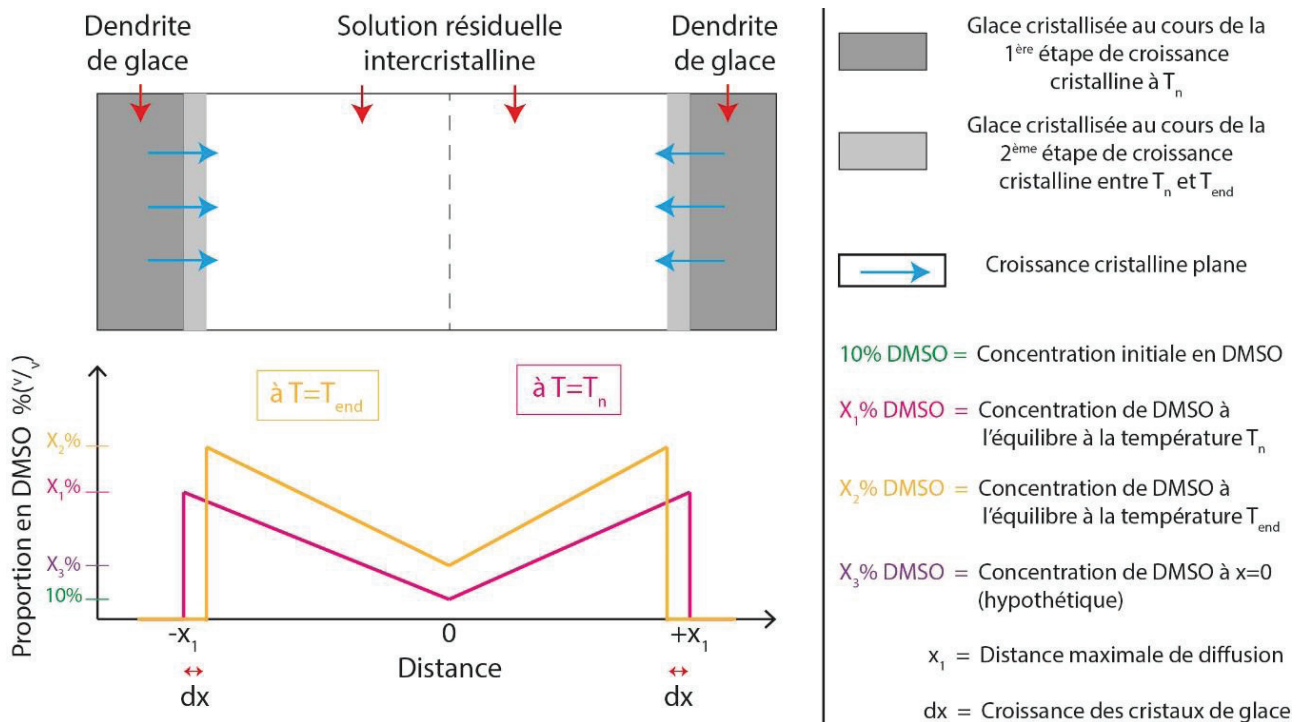 Dendrite
de glace
Solution résiduelle
intercristalline
Dendrite
de glace
Proportion en DMSO %(v/v)
à T=Tend
à T=Tn
X2%
X1%
X3%
10%
-x1
0
+x1
Distance
dx
dx
Glace cristallisée au cours de la
1ère étape de croissance
cristalline à Tn
Glace cristallisée au cours de la
2ème étape de croissance
cristalline entre Tn et Tend
Croissance cristalline plane
10% DMSO = Concentration initiale en DMSO
X1% DMSO = Concentration de DMSO à
l'équilibre à la température Tn
X2% DMSO = Concentration de DMSO à
l'équilibre à la température Tend
X3% DMSO = Concentration de DMSO à x=0
(hypothétique)
x1 = Distance maximale de diffusion
dx = Croissance des cristaux de glace